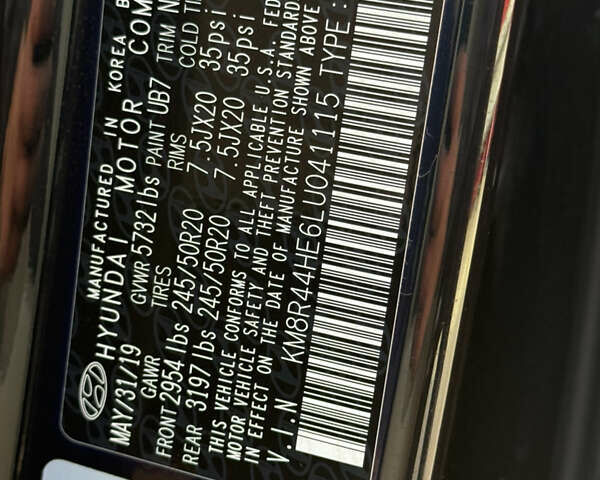 MANUFACTURED IN KOREA B
HYUNDAI MOTOR COM
MAY/31/19 GVWR 5732 lbs PAINT UB7 TRIM N
GAWR TIRES RIMS COLD TI
FRONT 2954 lbs 245/50R20 7.5JX20 35psi
REAR 3197 lbs 245/50R20 7.5JX20 35psi
THIS VEHICLE CONFORMS TO ALL APPLICABLE U.S.A. FED
MOTOR VEHICLE SAFETY AND THEFT PREVENTION STANDARD
IN EFFECT ON THE DATE OF MANUFACTURE SHOWN ABOVE
V.I.N KM8R44HE6LU041115 TYPE :